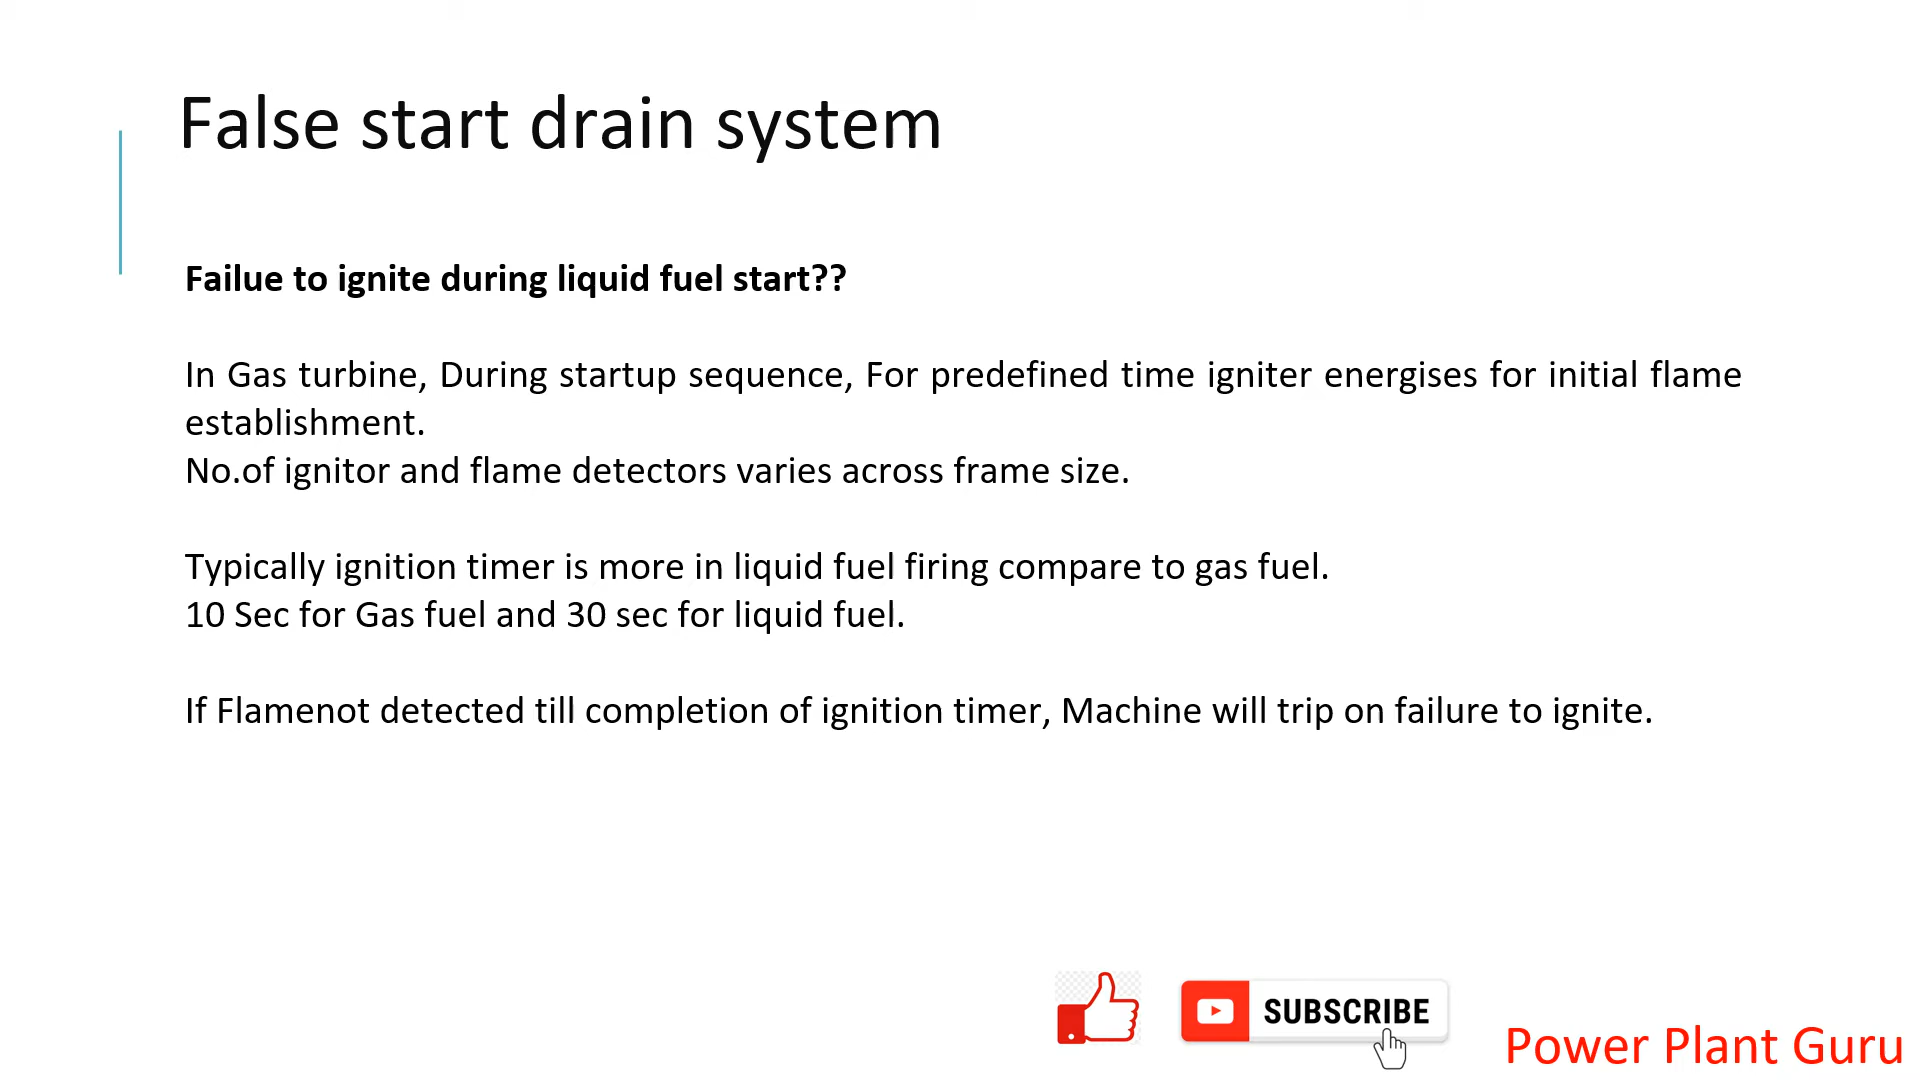 False start drain system
Failue to ignite during liquid fuel start??
In Gas turbine, During startup sequence, For predefined time igniter energises for initial flame
establishment.
No.of ignitor and flame detectors varies across frame size.
Typically ignition timer is more in liquid fuel firing compare to gas fuel.
10 Sec for Gas fuel and 30 sec for liquid fuel.
If Flamenot detected till completion of ignition timer, Machine will trip on failure to ignite.
SUBSCRIBE
Power Plant Guru